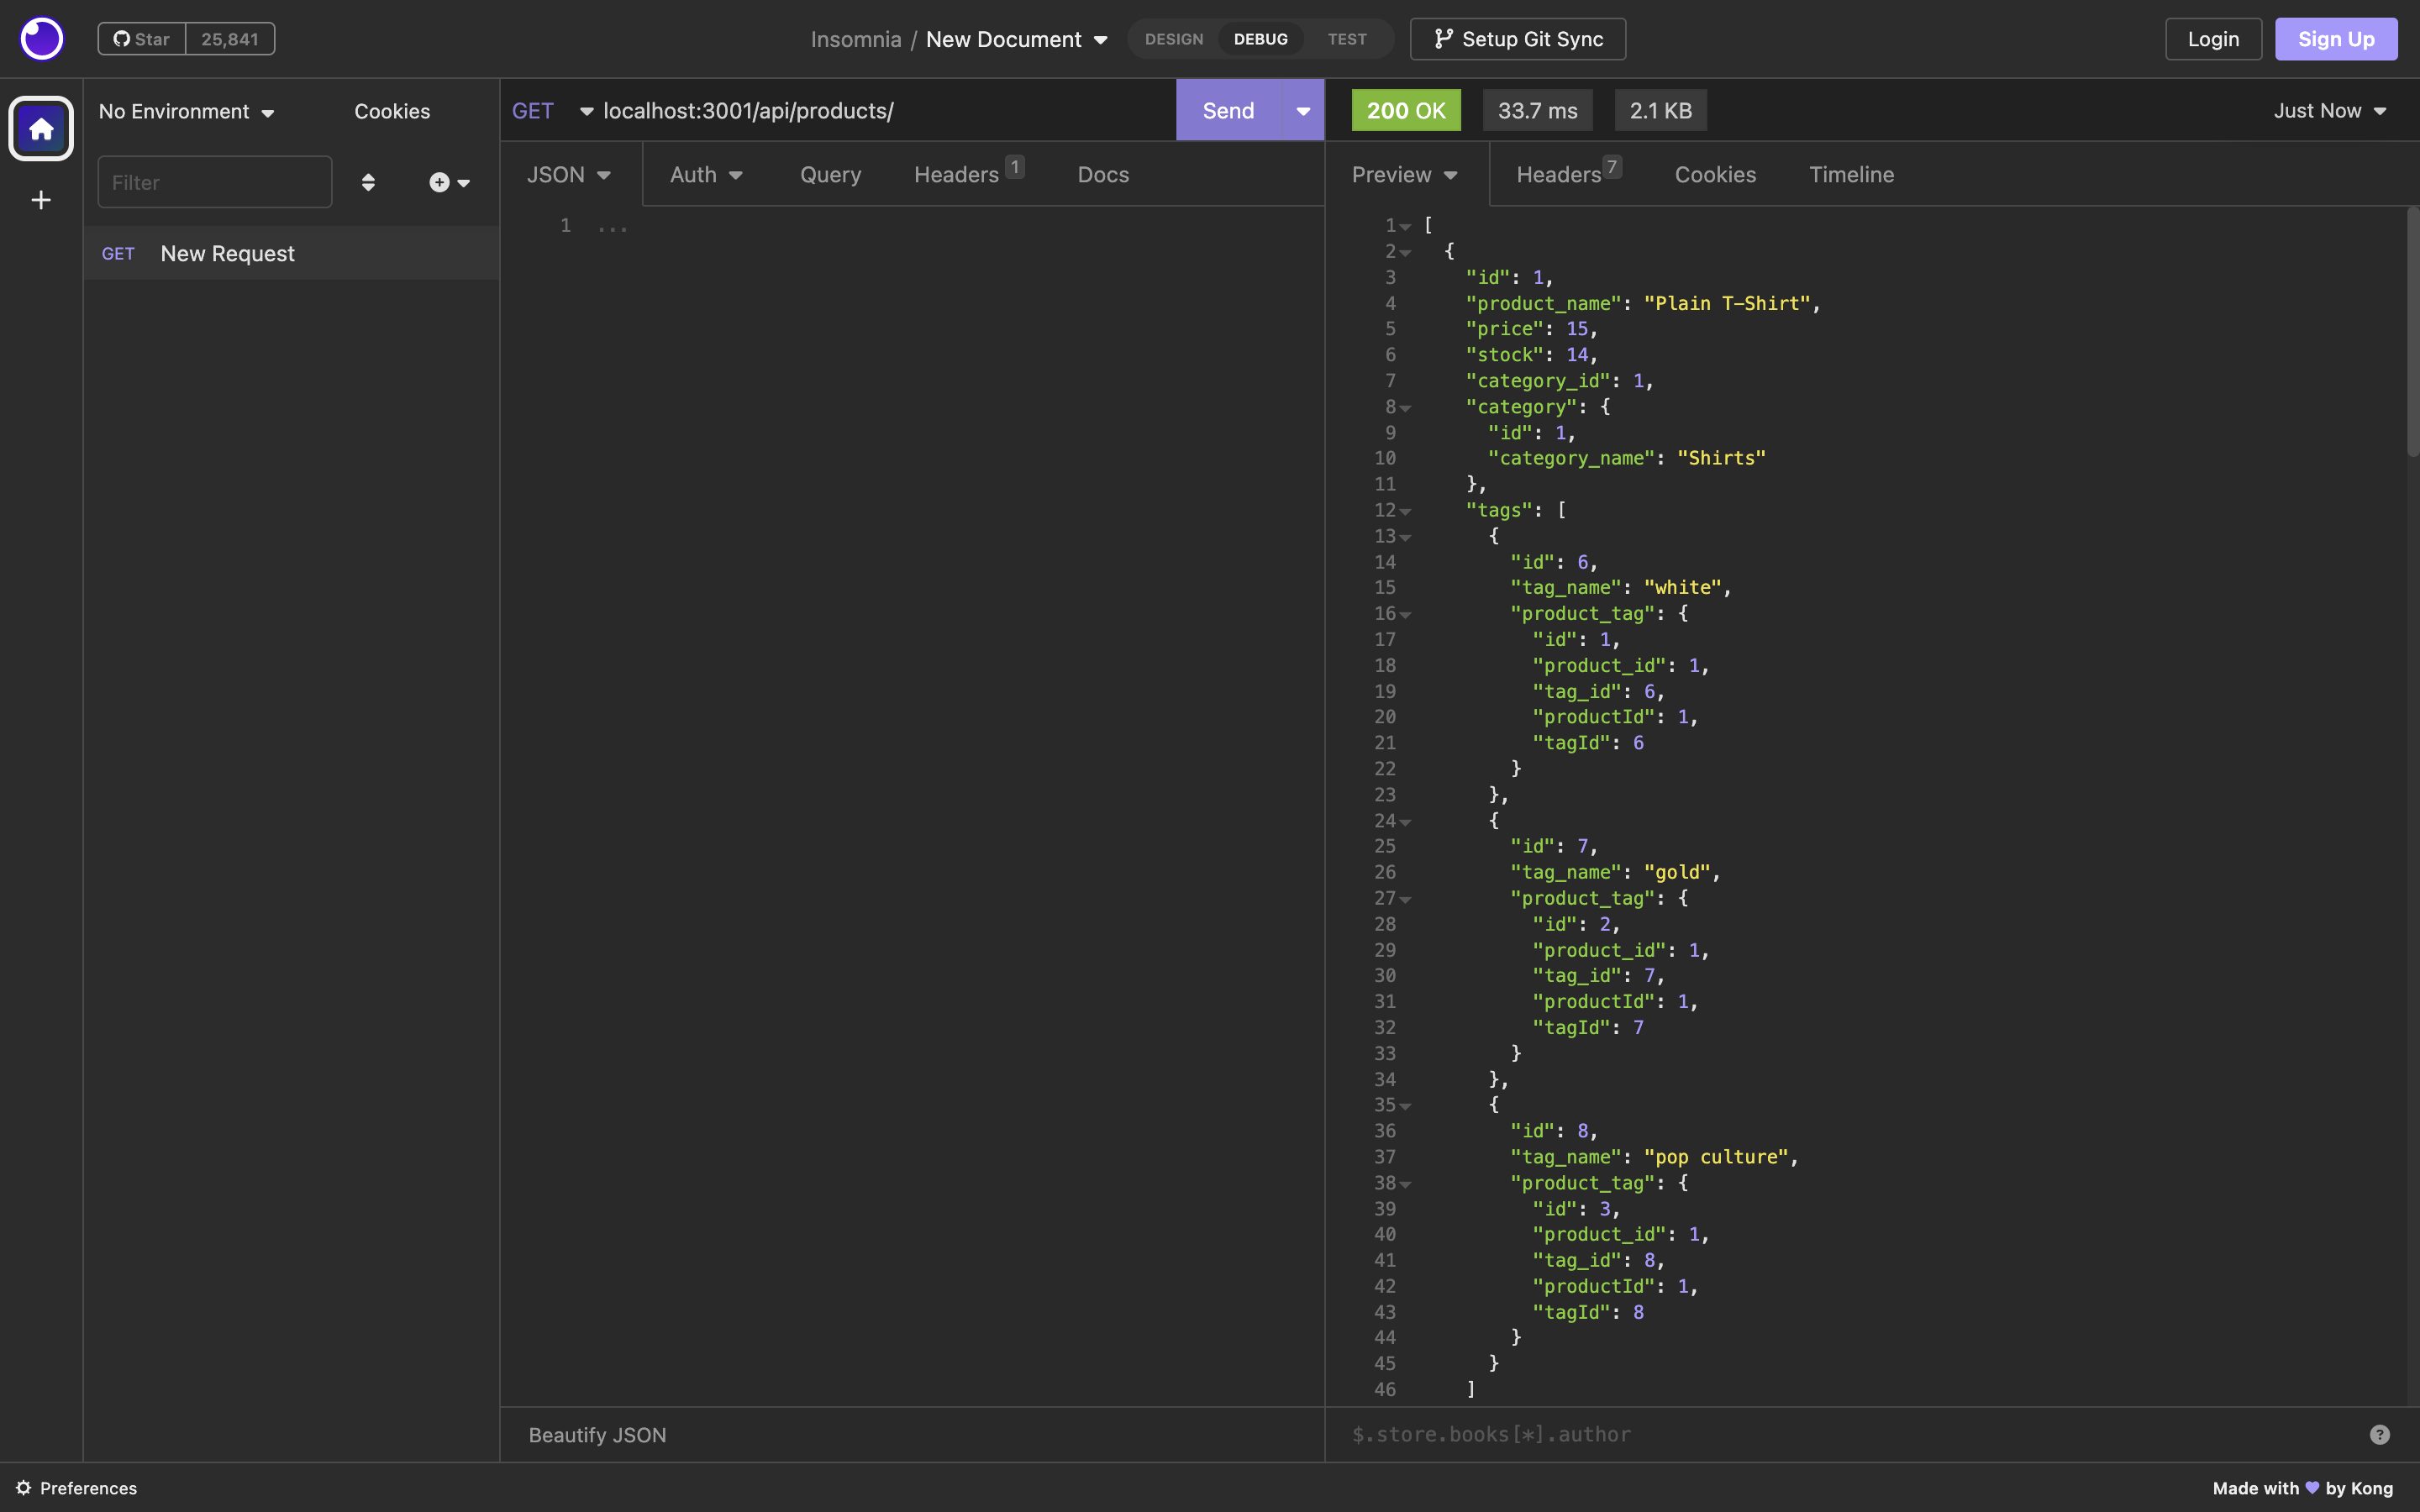 Star 25,841
Insomnia / New Document
DESIGN DEBUG TEST
Setup Git Sync
Login
Sign Up
No Environment Cookies
Filter
GET New Request
GET localhost:3001/api/products/ Send
JSON Auth Query Headers 1 Docs
1 ...
Beautify JSON
200 OK 33.7 ms 2.1 KB Just Now
Preview Headers 7 Cookies Timeline
1 [
2 {
3 "id": 1,
4 "product_name": "Plain T-Shirt",
5 "price": 15,
6 "stock": 14,
7 "category_id": 1,
8 "category": {
9 "id": 1,
10 "category_name": "Shirts"
11 },
12 "tags": [
13 {
14 "id": 6,
15 "tag_name": "white",
16 "product_tag": {
17 "id": 1,
18 "product_id": 1,
19 "tag_id": 6,
20 "productId": 1,
21 "tagId": 6
22 }
23 },
24 {
25 "id": 7,
26 "tag_name": "gold",
27 "product_tag": {
28 "id": 2,
29 "product_id": 1,
30 "tag_id": 7,
31 "productId": 1,
32 "tagId": 7
33 }
34 },
35 {
36 "id": 8,
37 "tag_name": "pop culture",
38 "product_tag": {
39 "id": 3,
40 "product_id": 1,
41 "tag_id": 8,
42 "productId": 1,
43 "tagId": 8
44 }
45 }
46 ]
$.store.books[*].author ?
Preferences
Made with 💜 by Kong